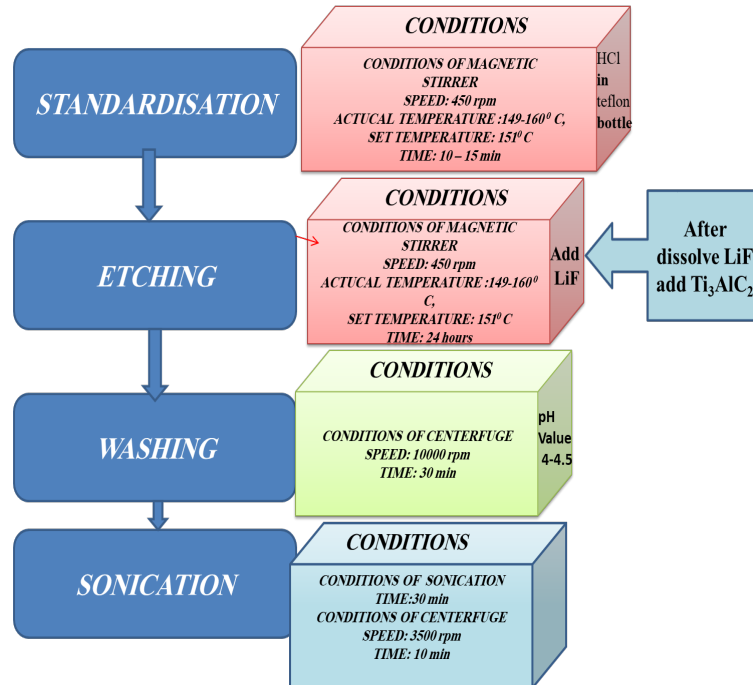 STANDARDISATION
CONDITIONS
CONDITIONS OF MAGNETIC
STIRRER
SPEED: 450 rpm
ACTUCAL TEMPERATURE :149-160⁰ C,
SET TEMPERATURE: 151⁰ C
TIME: 10 – 15 min
HCl
in
teflon
bottle
ETCHING
CONDITIONS
CONDITIONS OF MAGNETIC
STIRRER
SPEED: 450 rpm
ACTUCAL TEMPERATURE :149-160⁰
C,
SET TEMPERATURE: 151⁰ C
TIME: 24 hours
Add
LiF
After
dissolve LiF
add Ti₃AlC₂
WASHING
CONDITIONS
CONDITIONS OF CENTERFUGE
SPEED: 10000 rpm
TIME: 30 min
pH
Value
4-4.5
SONICATION
CONDITIONS
CONDITIONS OF SONICATION
TIME:30 min
CONDITIONS OF CENTERFUGE
SPEED: 3500 rpm
TIME: 10 min